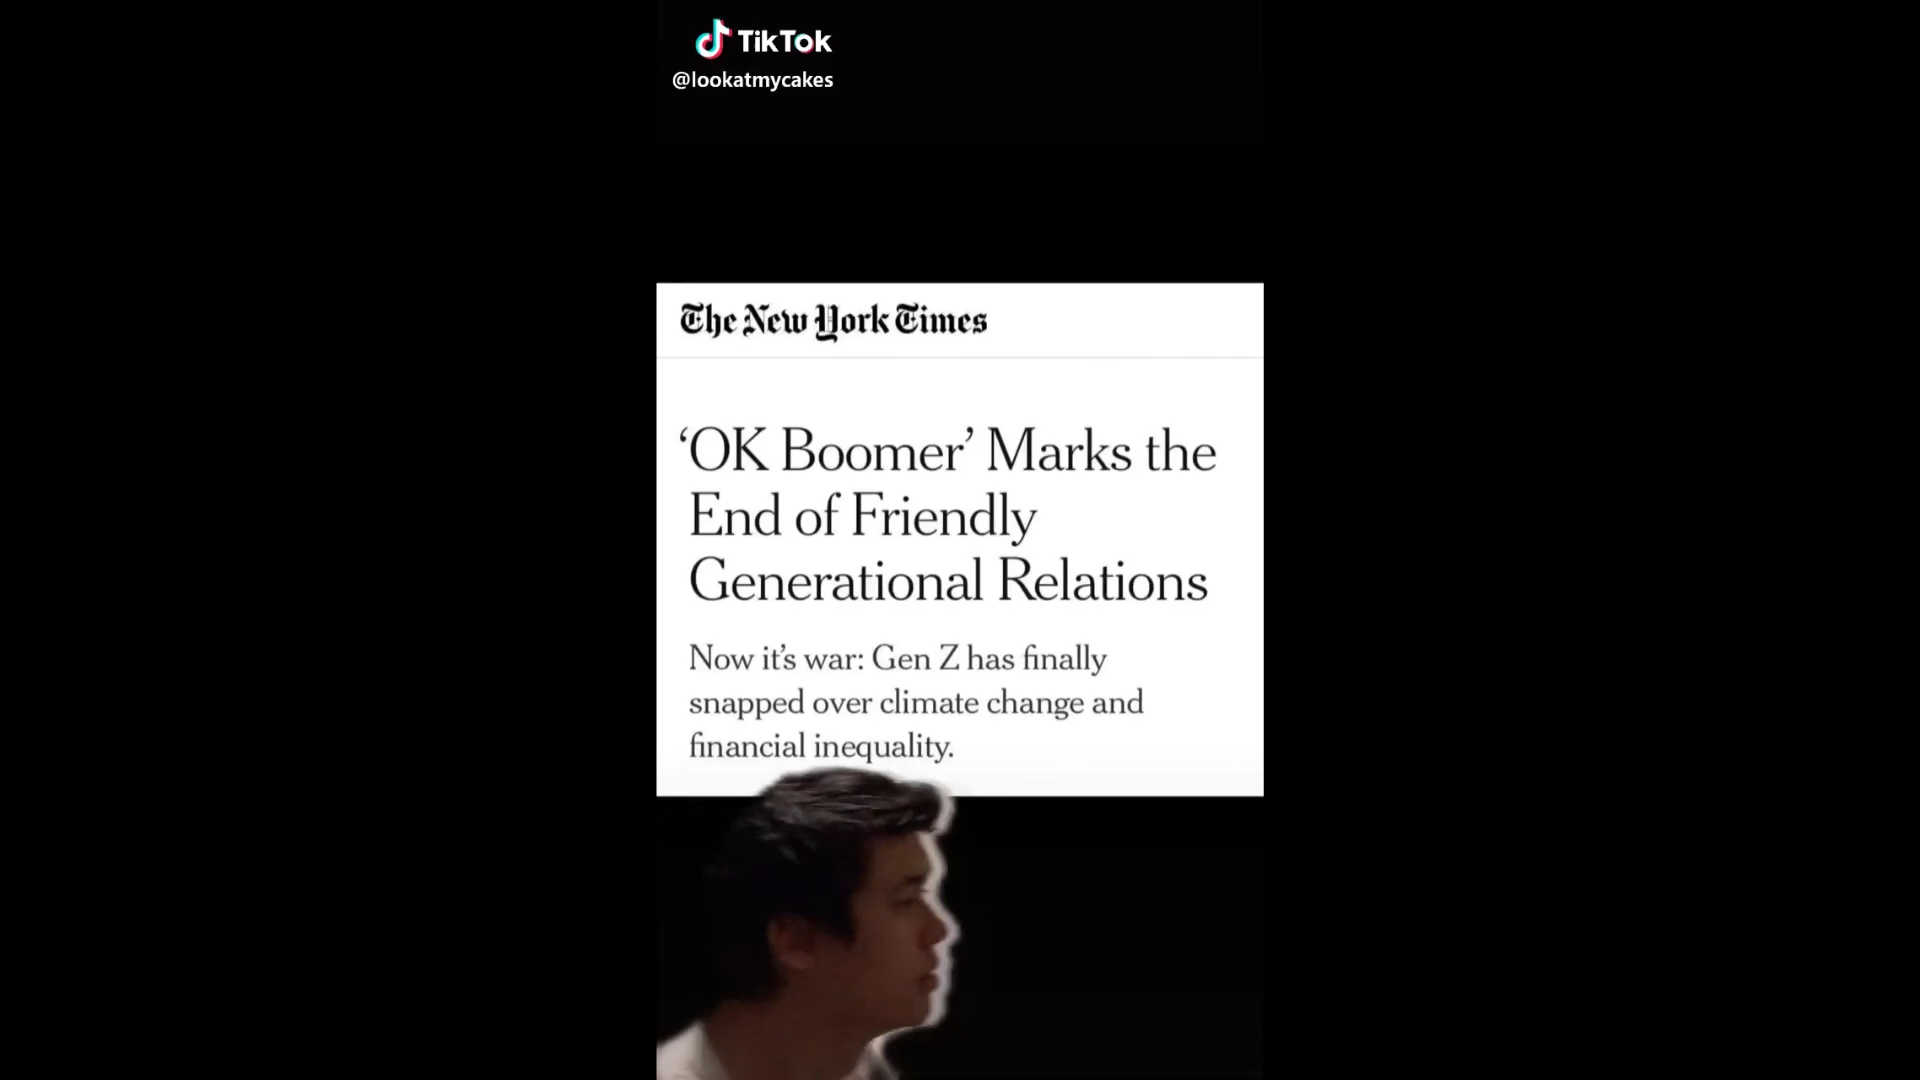 TikTok
@lookatmycakes
The New York Times
‘OK Boomer’ Marks the
End of Friendly
Generational Relations
Now it’s war: Gen Z has finally
snapped over climate change and
financial inequality.